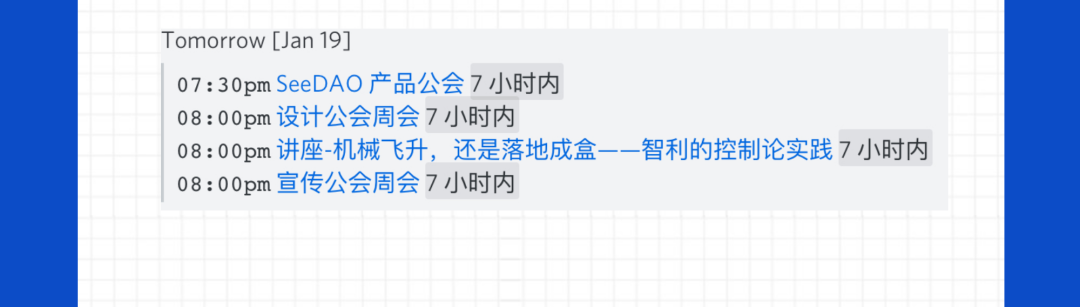 Tomorrow [Jan 19]
07:30pm SeeDAO 产品公会 7 小时内
08:00pm 设计公会周会 7 小时内
08:00pm 讲座-机械飞升，还是落地成盒——智利的控制论实践 7 小时内
08:00pm 宣传公会周会 7 小时内